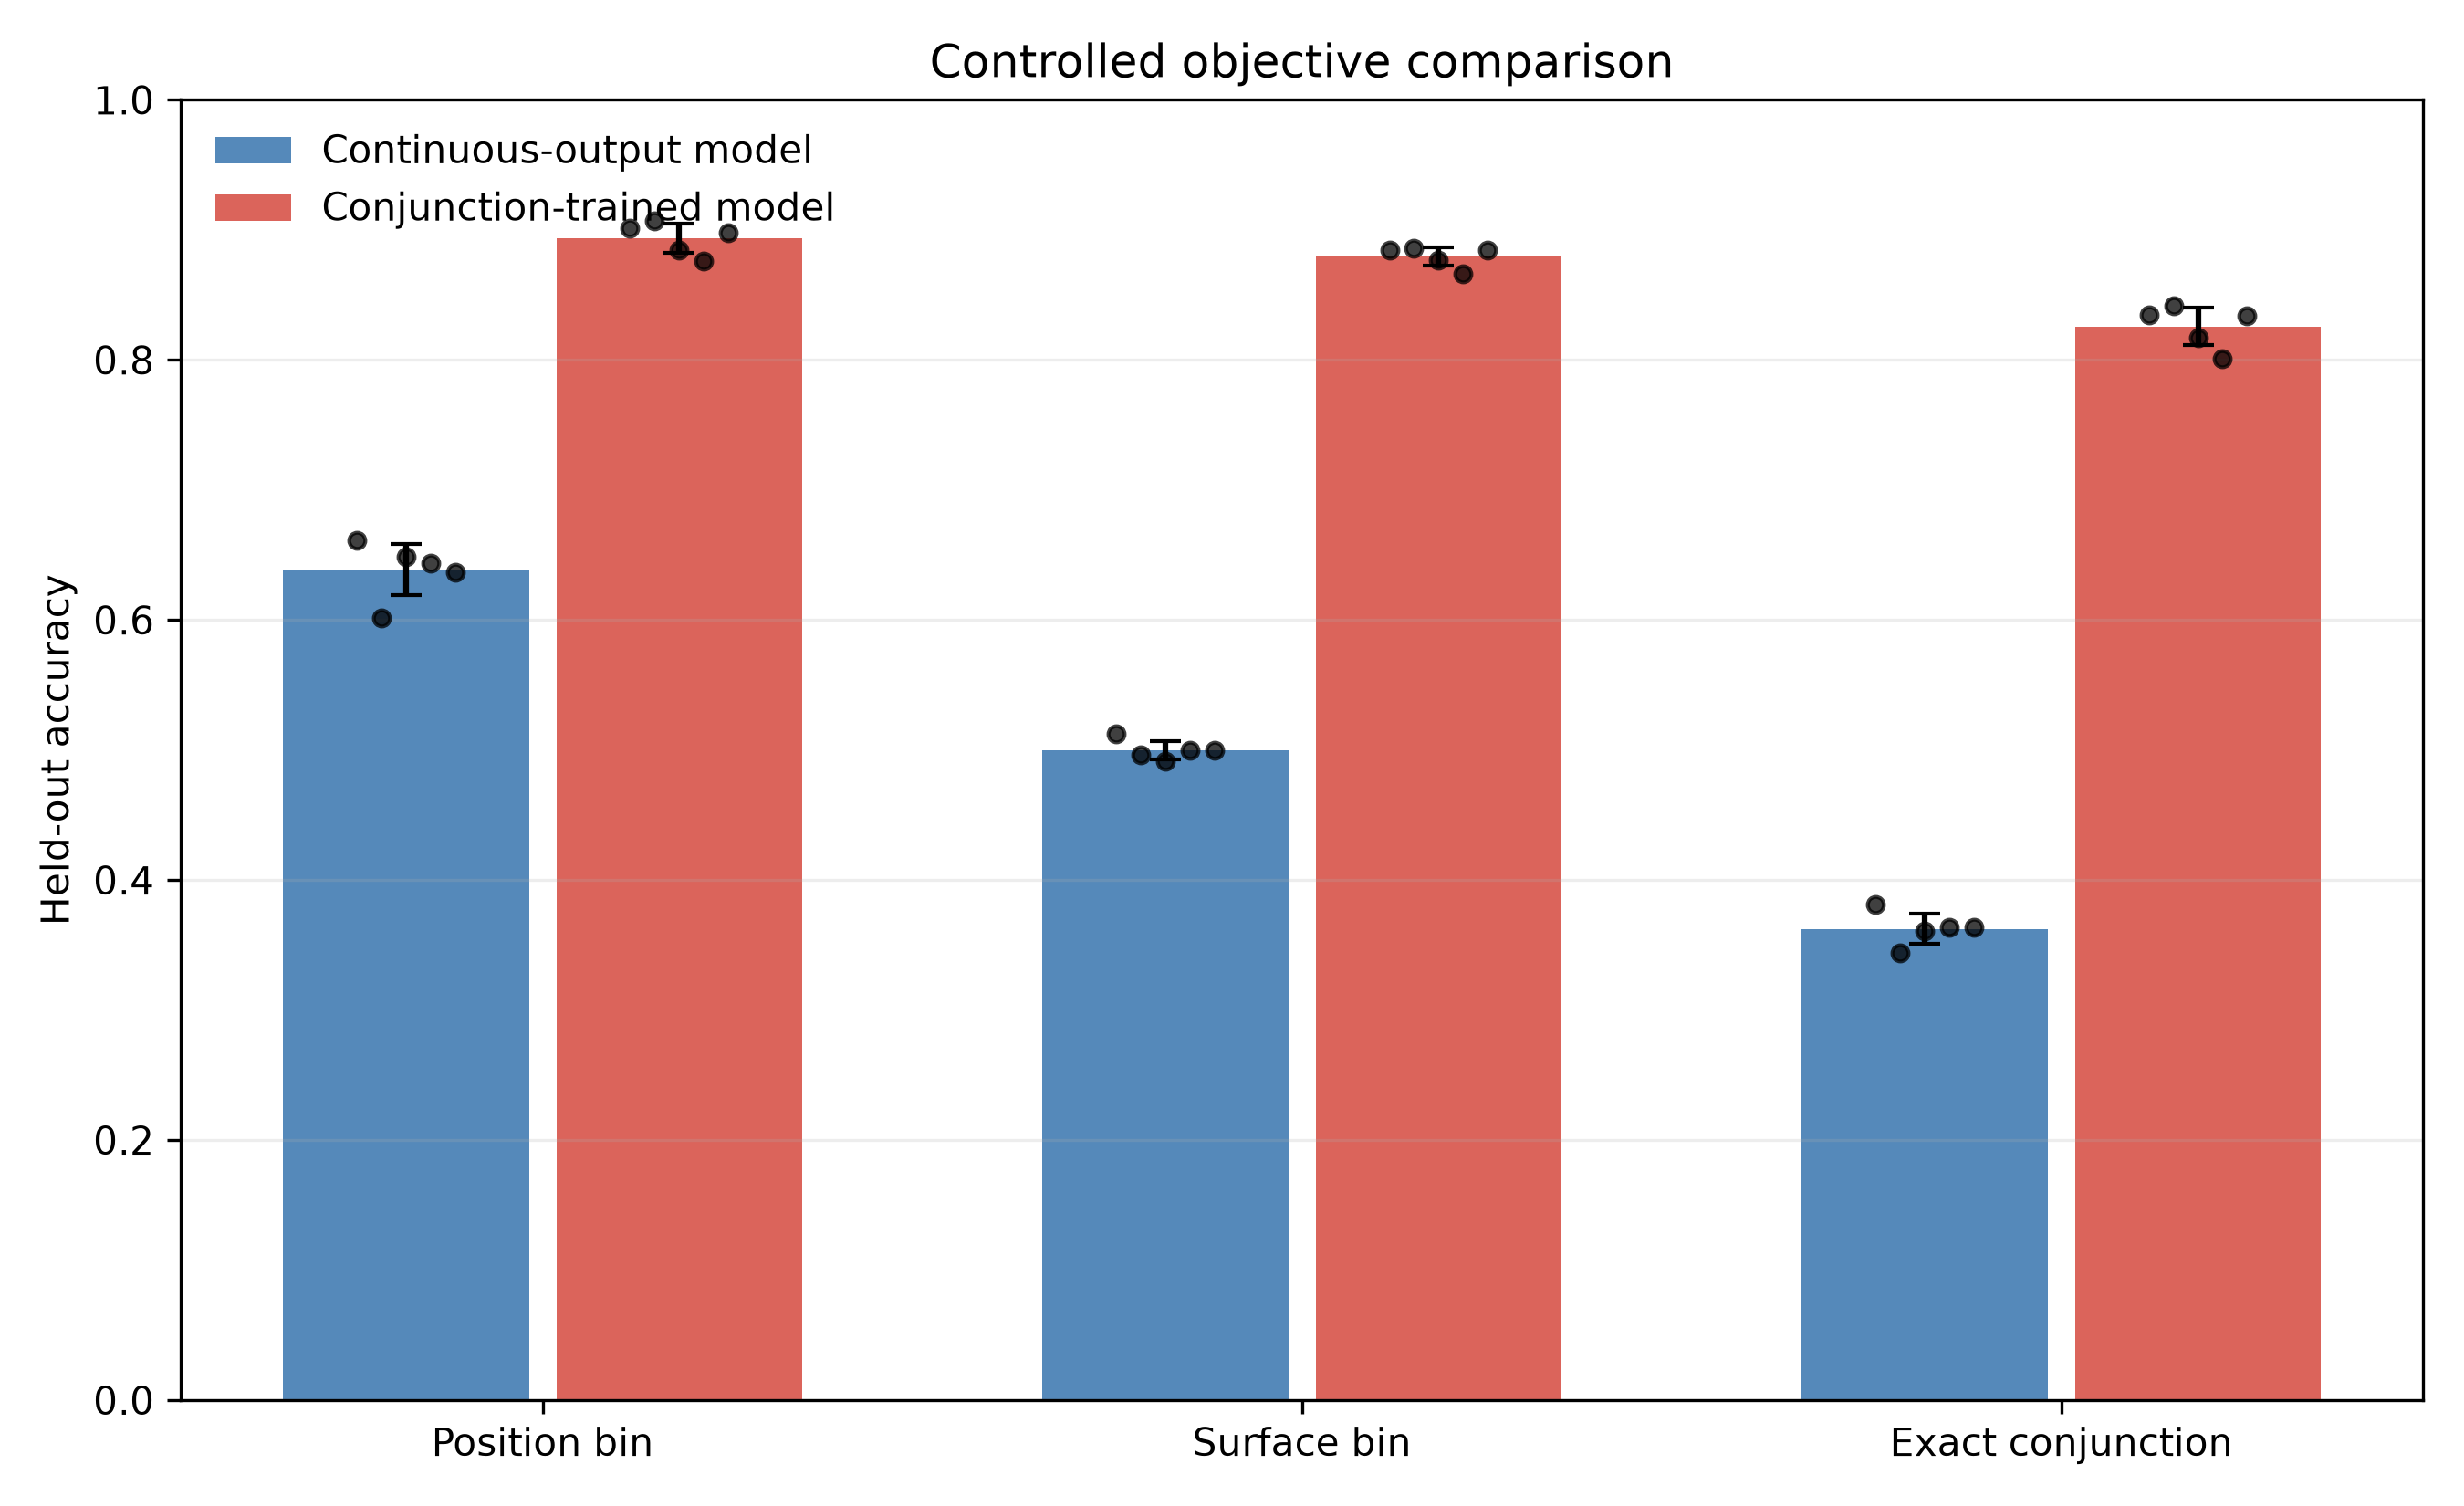 Controlled objective comparison
1.0
Continuous-output model
Conjunction-trained model
0.8
0.6
0.4
0.2
0.0
Held-out accuracy
Position bin
Surface bin
Exact conjunction